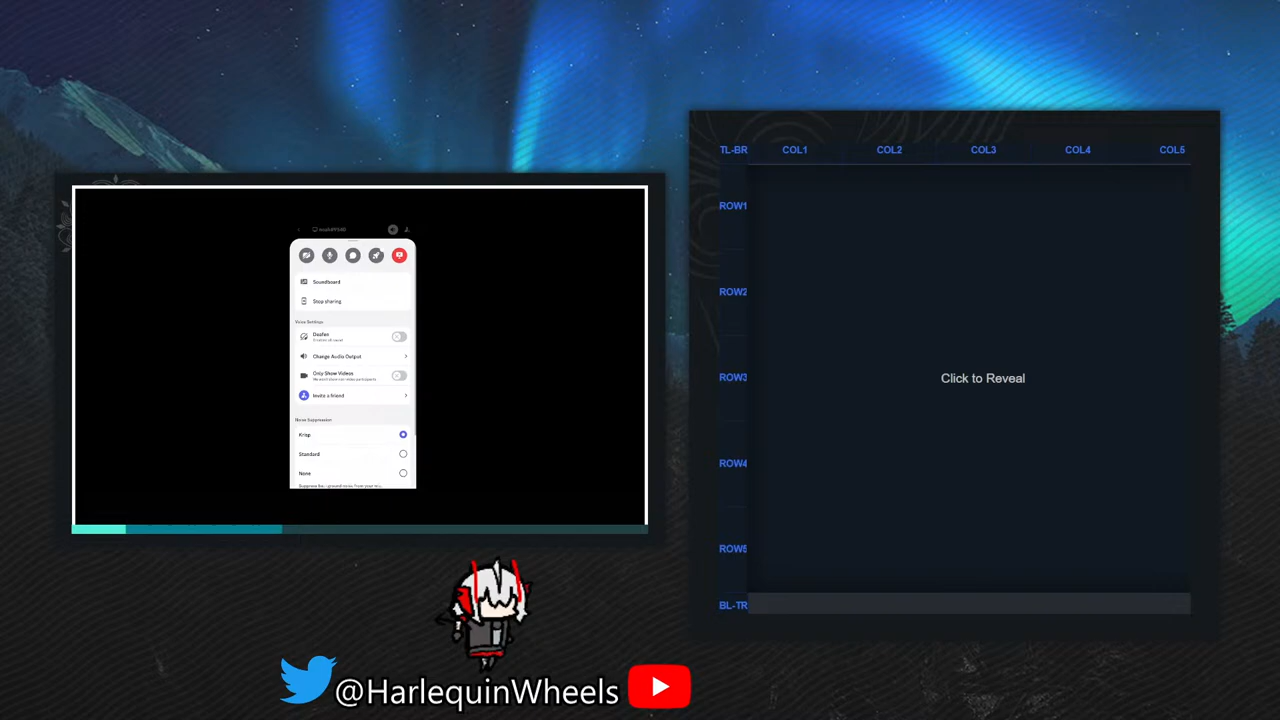 TL-BR COL1 COL2 COL3 COL4 COL5
ROW1
ROW2
ROW3
ROW4
ROW5
BL-TR
Click to Reveal
Soundboard
Stop sharing
Voice Settings
Deafen
Change Audio Output
Only Show Videos
Invite a friend
Noise Suppression
Krisp
Standard
None
@HarlequinWheels